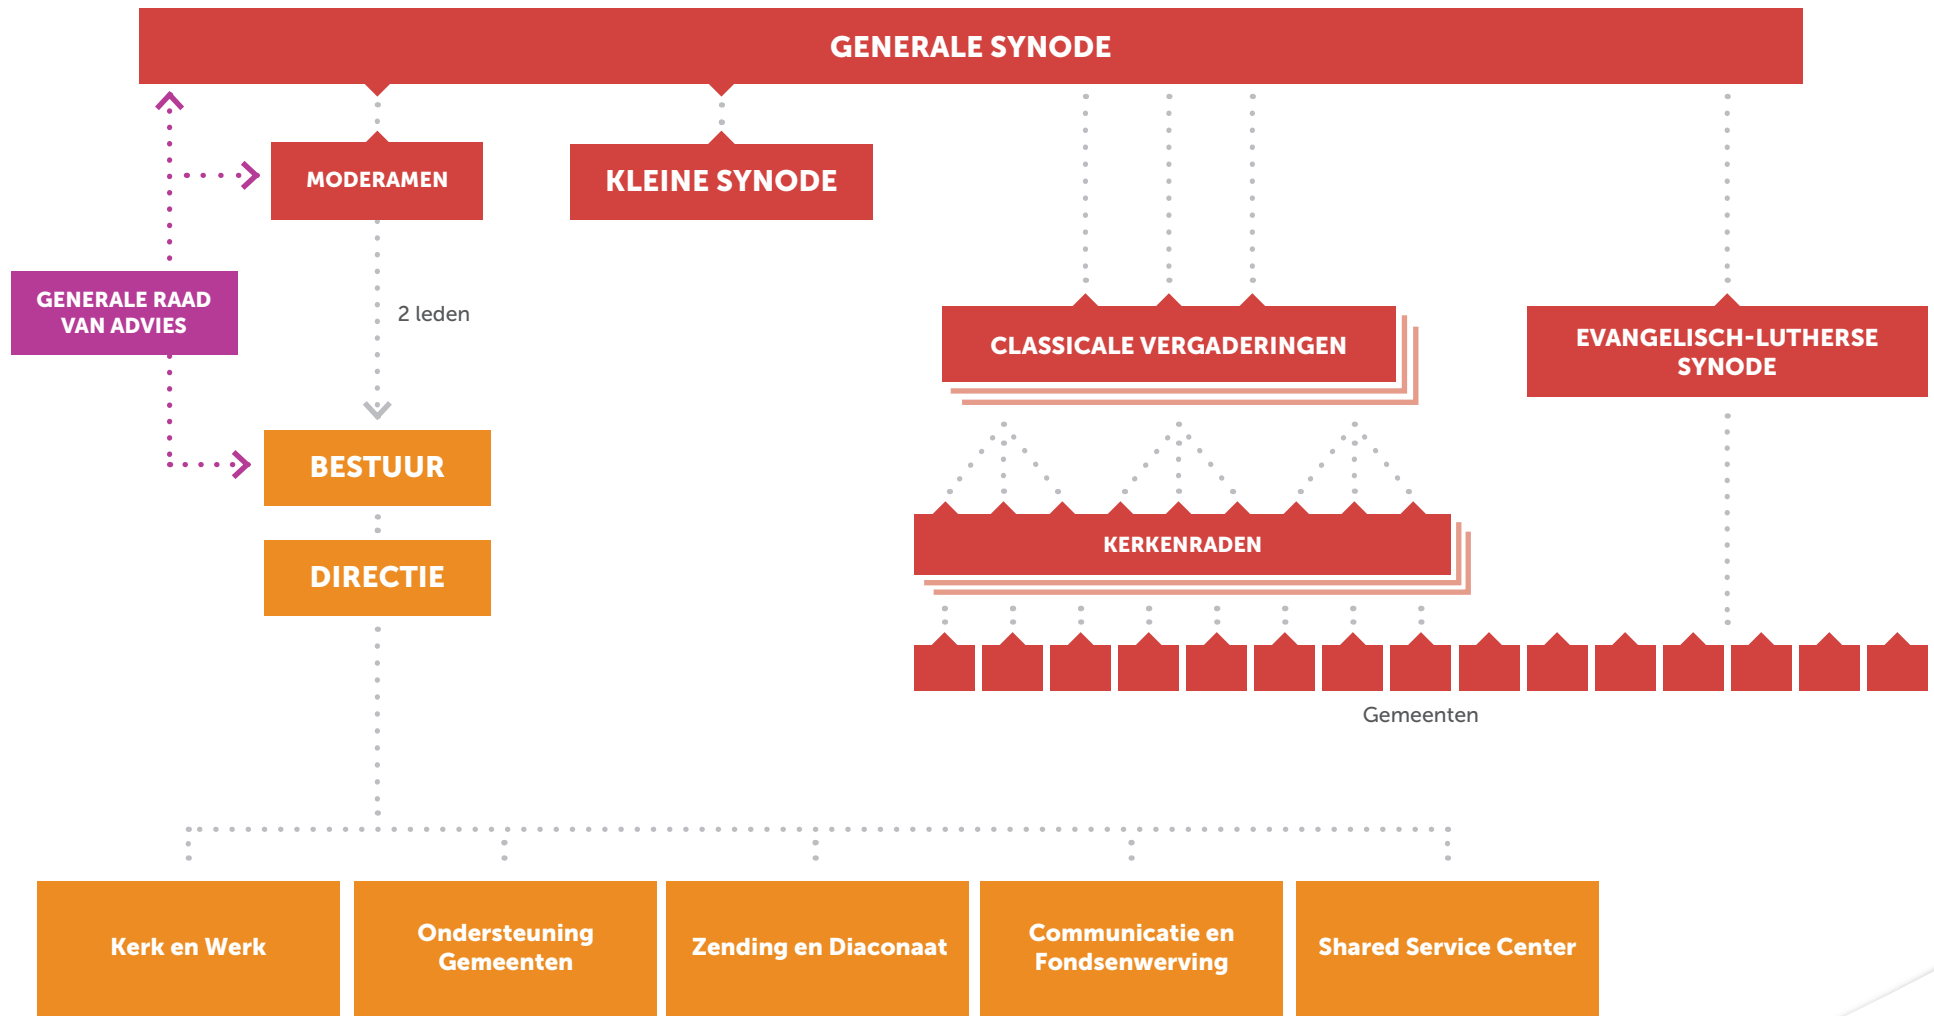 GENERALE SYNODE
MODERAMEN
KLEINE SYNODE
GENERALE RAAD
VAN ADVIES
2 leden
CLASSICALE VERGADERINGEN
EVANGELISCH-LUTHERSE
SYNODE
BESTUUR
DIRECTIE
KERKENRADEN
Gemeenten
Kerk en Werk
Ondersteuning
Gemeenten
Zending en Diaconaat
Communicatie en
Fondsenwerving
Shared Service Center